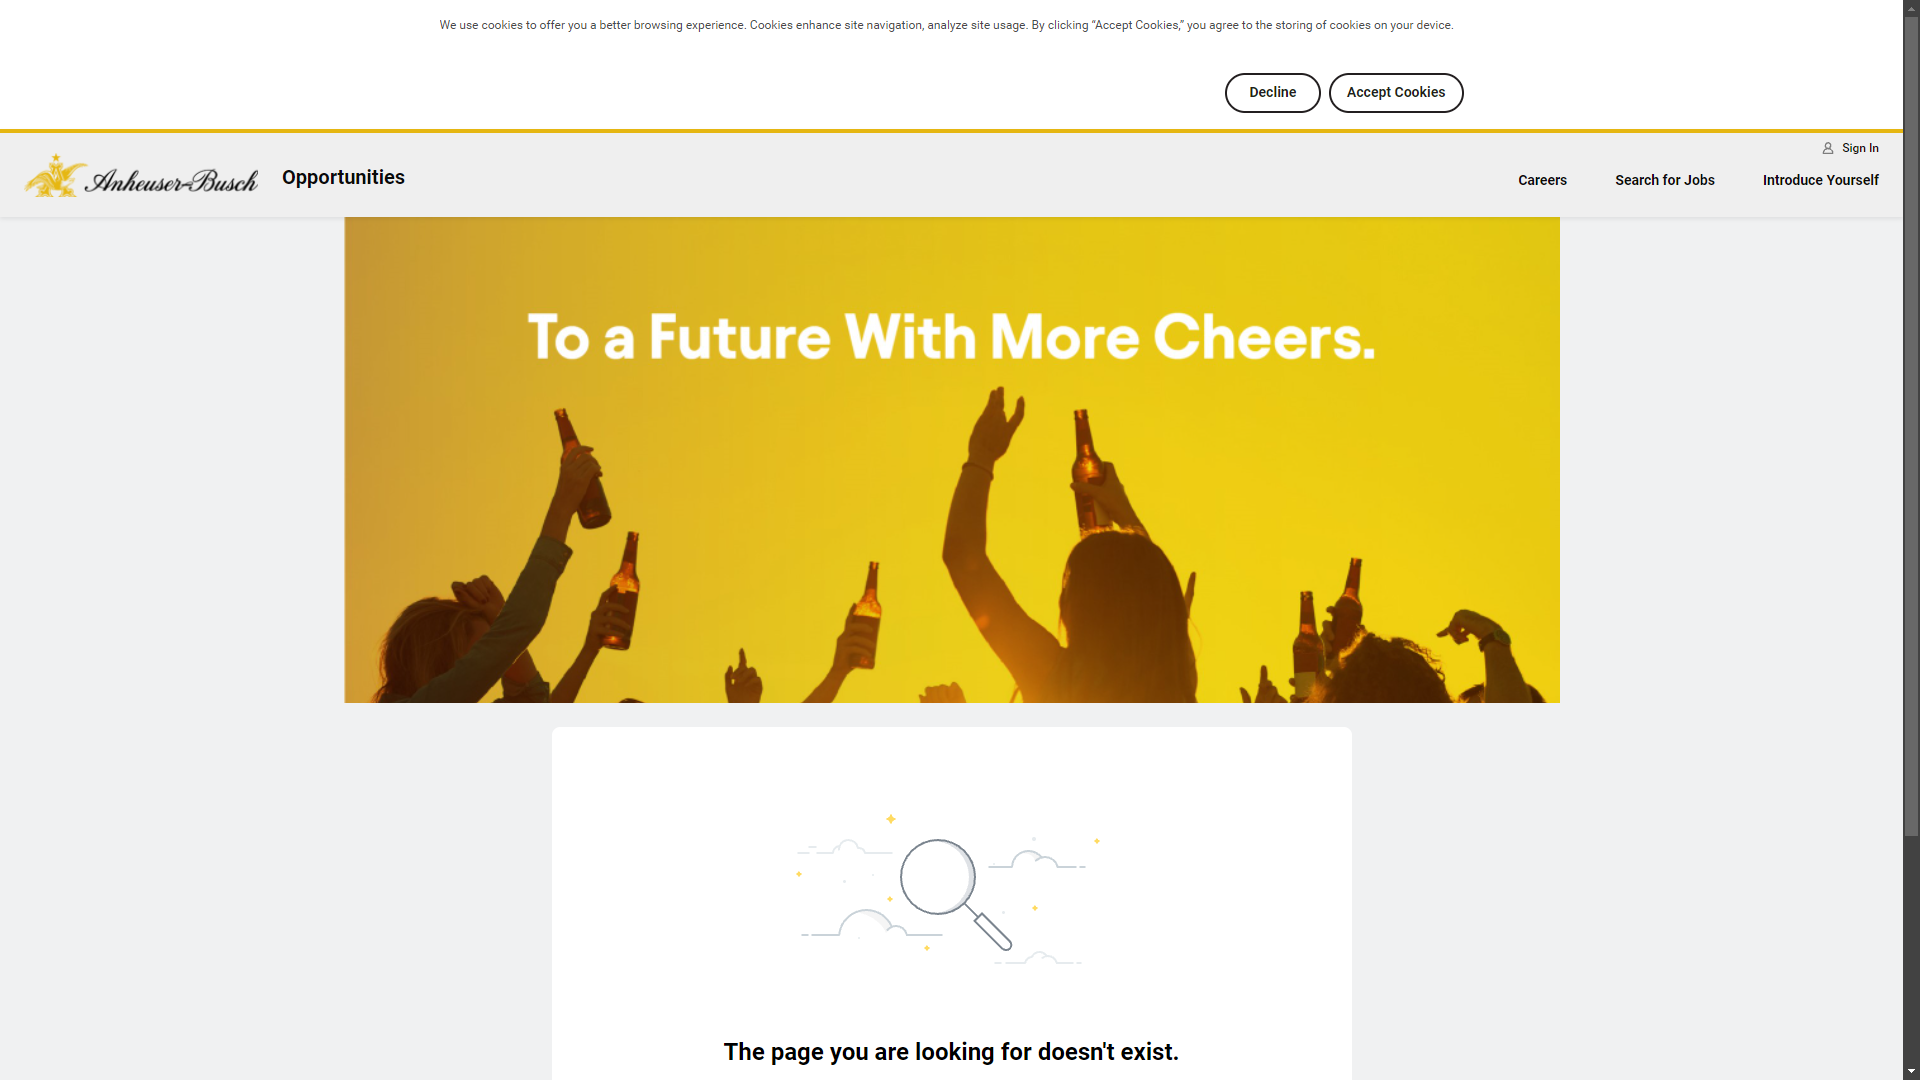 We use cookies to offer you a better browsing experience. Cookies enhance site navigation, analyze site usage. By clicking “Accept Cookies,” you agree to the storing of cookies on your device.
Decline
Accept Cookies
Sign In
Anheuser-Busch
Opportunities
Careers
Search for Jobs
Introduce Yourself
To a Future With More Cheers.
The page you are looking for doesn't exist.